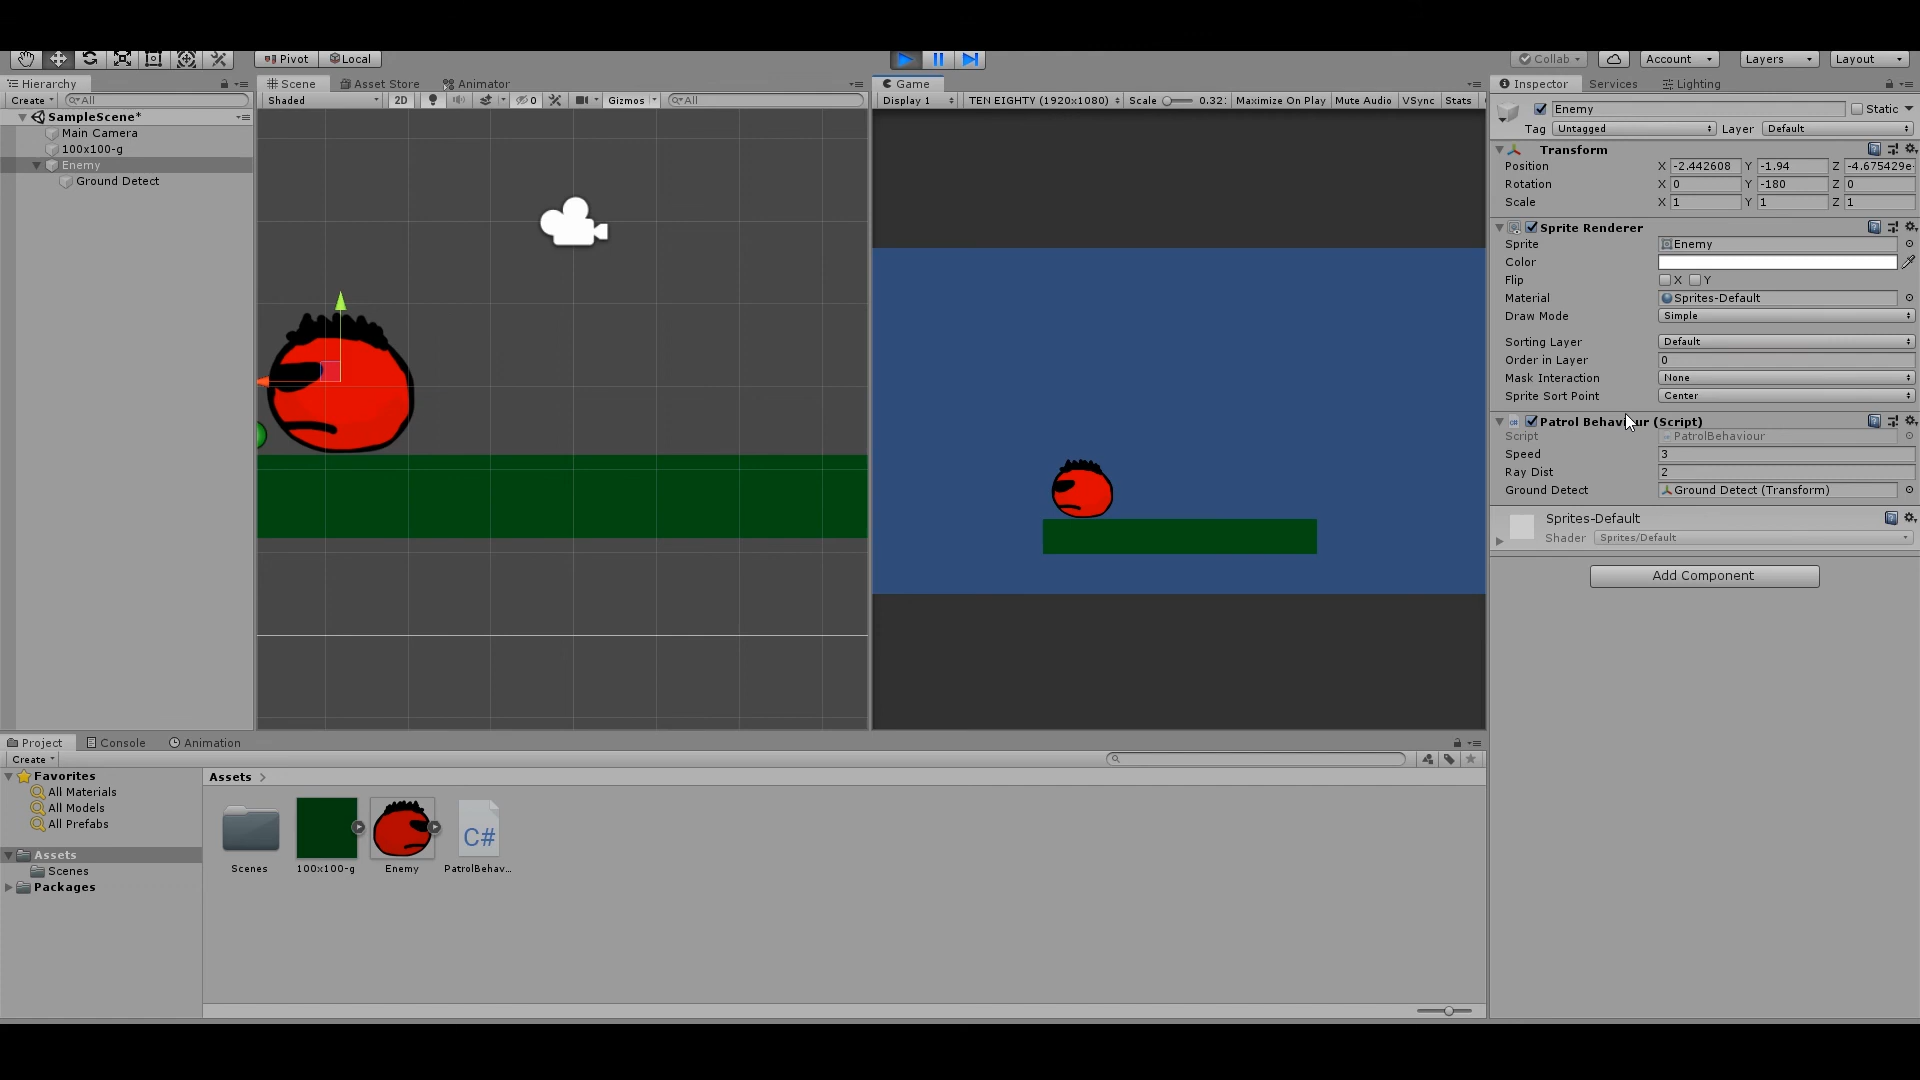 Pivot Local Collab Account Layers Layout
Hierarchy Scene Asset Store Animator Game Inspector Services Lighting
Create All Shaded 2D 0 Gizmos All Display 1 TEN EIGHTY (1920x1080) Scale 0.32: Maximize On Play Mute Audio VSync Stats
Enemy Static
SampleScene*
Tag Untagged Layer Default
Main Camera
100x100-g
Transform
Enemy
Position X -2.442608 Y -1.94 Z -4.675429e-
Ground Detect
Rotation X 0 Y -180 Z 0
Scale X 1 Y 1 Z 1
Sprite Renderer
Sprite Enemy
Color
Flip X Y
Material Sprites-Default
Draw Mode Simple
Sorting Layer Default
Order in Layer 0
Mask Interaction None
Sprite Sort Point Center
Patrol Behaviour (Script)
Script PatrolBehaviour
Speed 3
Ray Dist 2
Ground Detect Ground Detect (Transform)
Sprites-Default
Shader Sprites/Default
Add Component
Project Console Animation
Create
Favorites Assets
All Materials
All Models
All Prefabs
C#
Assets
Scenes 100x100-g Enemy PatrolBehav...
Scenes
Packages